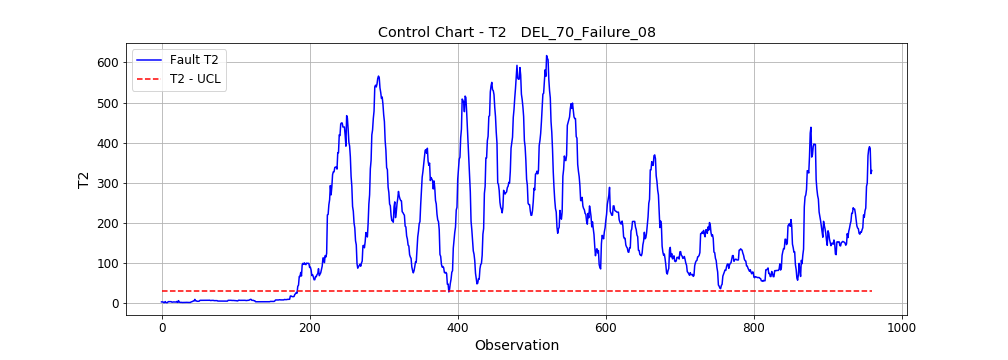 Control Chart - T2   DEL_70_Failure_08
Fault T2
T2 - UCL
600
500
400
300
200
100
0
T2
0 200 400 600 800 1000
Observation